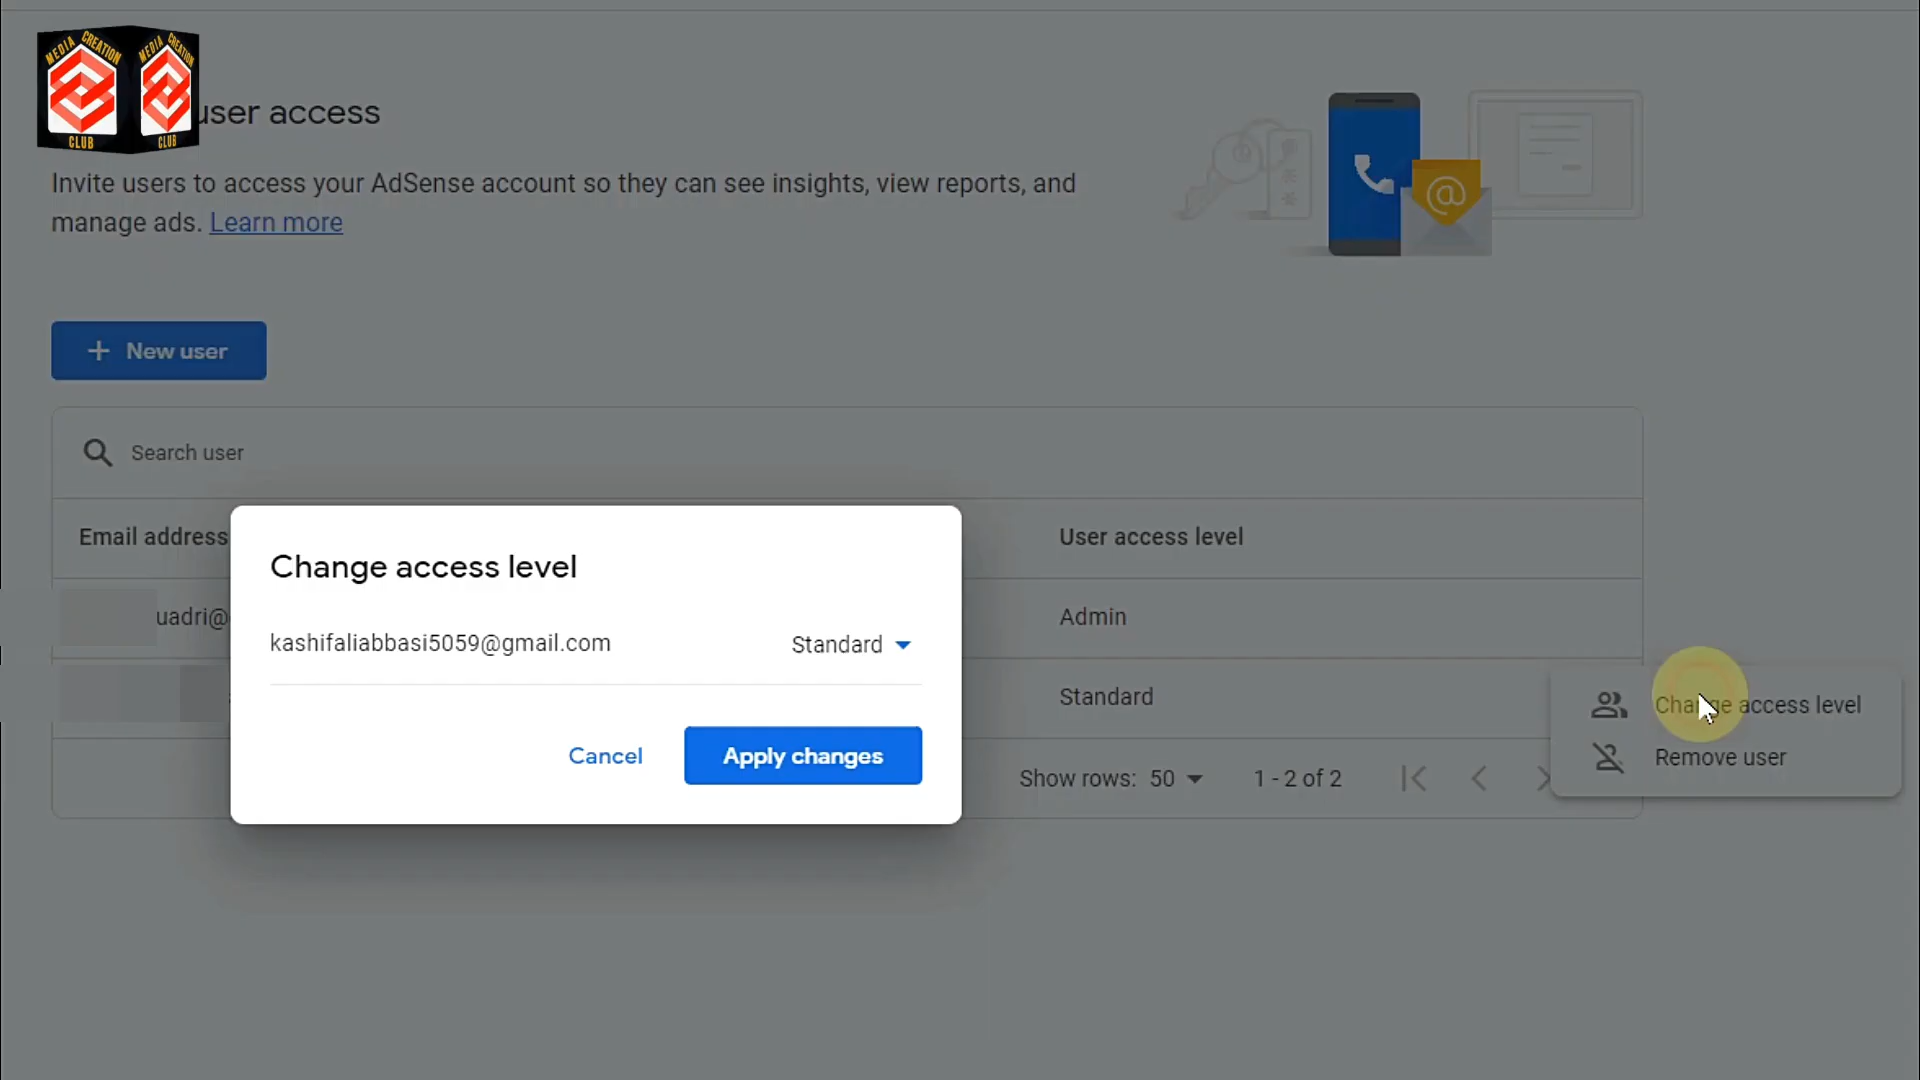 MEDIA CREATION
CLUB
MEDIA CREATION
CLUB
user access
Invite users to access your AdSense account so they can see insights, view reports, and
manage ads. Learn more
New user
Search user
Email address
User access level
uadri@
Admin
Standard
Change access level
kashifaliabbasi5059@gmail.com
Standard
Cancel
Apply changes
Change access level
Remove user
Show rows: 50
1 - 2 of 2